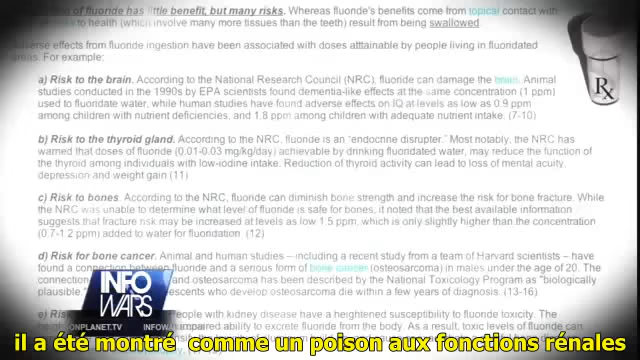 of fluoride has little benefit, but many risks. Whereas fluoride's benefits come from topical contact with
to health (which involve many more tissues than the teeth) result from being swallowed
Adverse effects from fluoride ingestion have been associated with doses atttainable by people living in fluoridated
areas. For example:
a) Risk to the brain. According to the National Research Council (NRC), fluoride can damage the brain. Animal
studies conducted in the 1990s by EPA scientists found dementia-like effects at the same concentration (1 ppm)
used to fluoridate water, while human studies have found adverse effects on IQ at levels as low as 0.9 ppm
among children with nutrient deficiencies, and 1.8 ppm among children with adequate nutrient intake. (7-10)
Rx
b) Risk to the thyroid gland. According to the NRC, fluoride is an "endocrine disrupter." Most notably, the NRC has
warned that doses of fluoride (0.01-0.03 mg/kg/day) achievable by drinking fluoridated water, may reduce the function of
the thyroid among individuals with low-iodine intake. Reduction of thyroid activity can lead to loss of mental acuity,
depression and weight gain (11)
c) Risk to bones. According to the NRC, fluoride can diminish bone strength and increase the risk for bone fracture. While
the NRC was unable to determine what level of fluoride is safe for bones, it noted that the best available information
suggests that fracture risk may be increased at levels as low 1.5 ppm, which is only slightly higher than the concentration
(0.7-1.2 ppm) added to water for fluoridation. (12)
d) Risk for bone cancer. Animal and human studies – including a recent study from a team of Harvard scientists – have
found a connection between fluoride and a serious form of bone cancer (osteosarcoma) in males under the age of 20. The
connection and osteosarcoma has been described by the National Toxicology Program as "biologically
plausible." escents who develop osteosarcoma die within a few years of diagnosis. (13-16)
e) Ris people with kidney disease have a heightened susceptibility to fluoride toxicity. The
impaired ability to excrete fluoride from the body. As a result, toxic levels of fluoride can
INFO
WARS
ONPLANET.TV INFOW
il a été montré comme un poison aux fonctions rénales